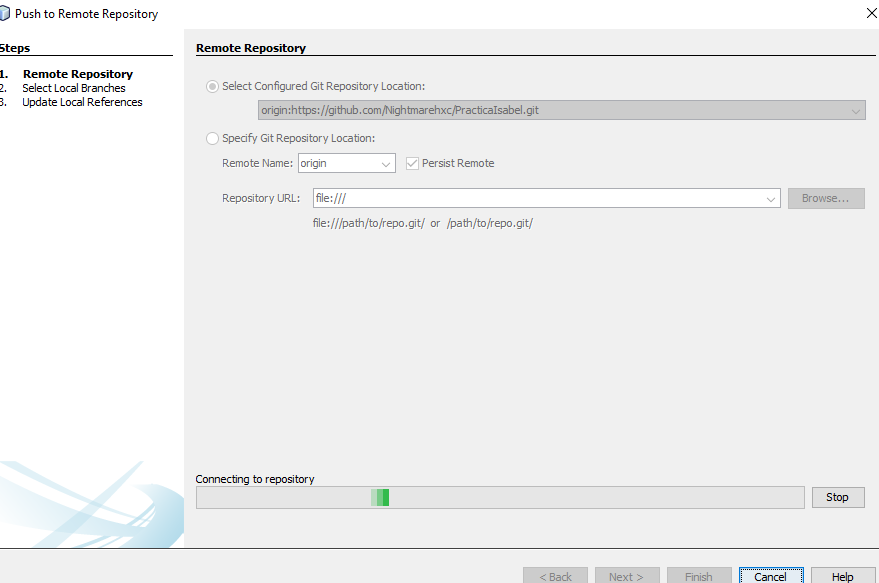 Push to Remote Repository
Steps
1. Remote Repository
2. Select Local Branches
3. Update Local References
Remote Repository
Select Configured Git Repository Location:
origin:https://github.com/Nightmarehxc/PracticaIsabel.git
Specify Git Repository Location:
Remote Name: origin Persist Remote
Repository URL: file:/// Browse...
file:///path/to/repo.git/ or /path/to/repo.git/
Connecting to repository
Stop
< Back Next > Finish Cancel Help